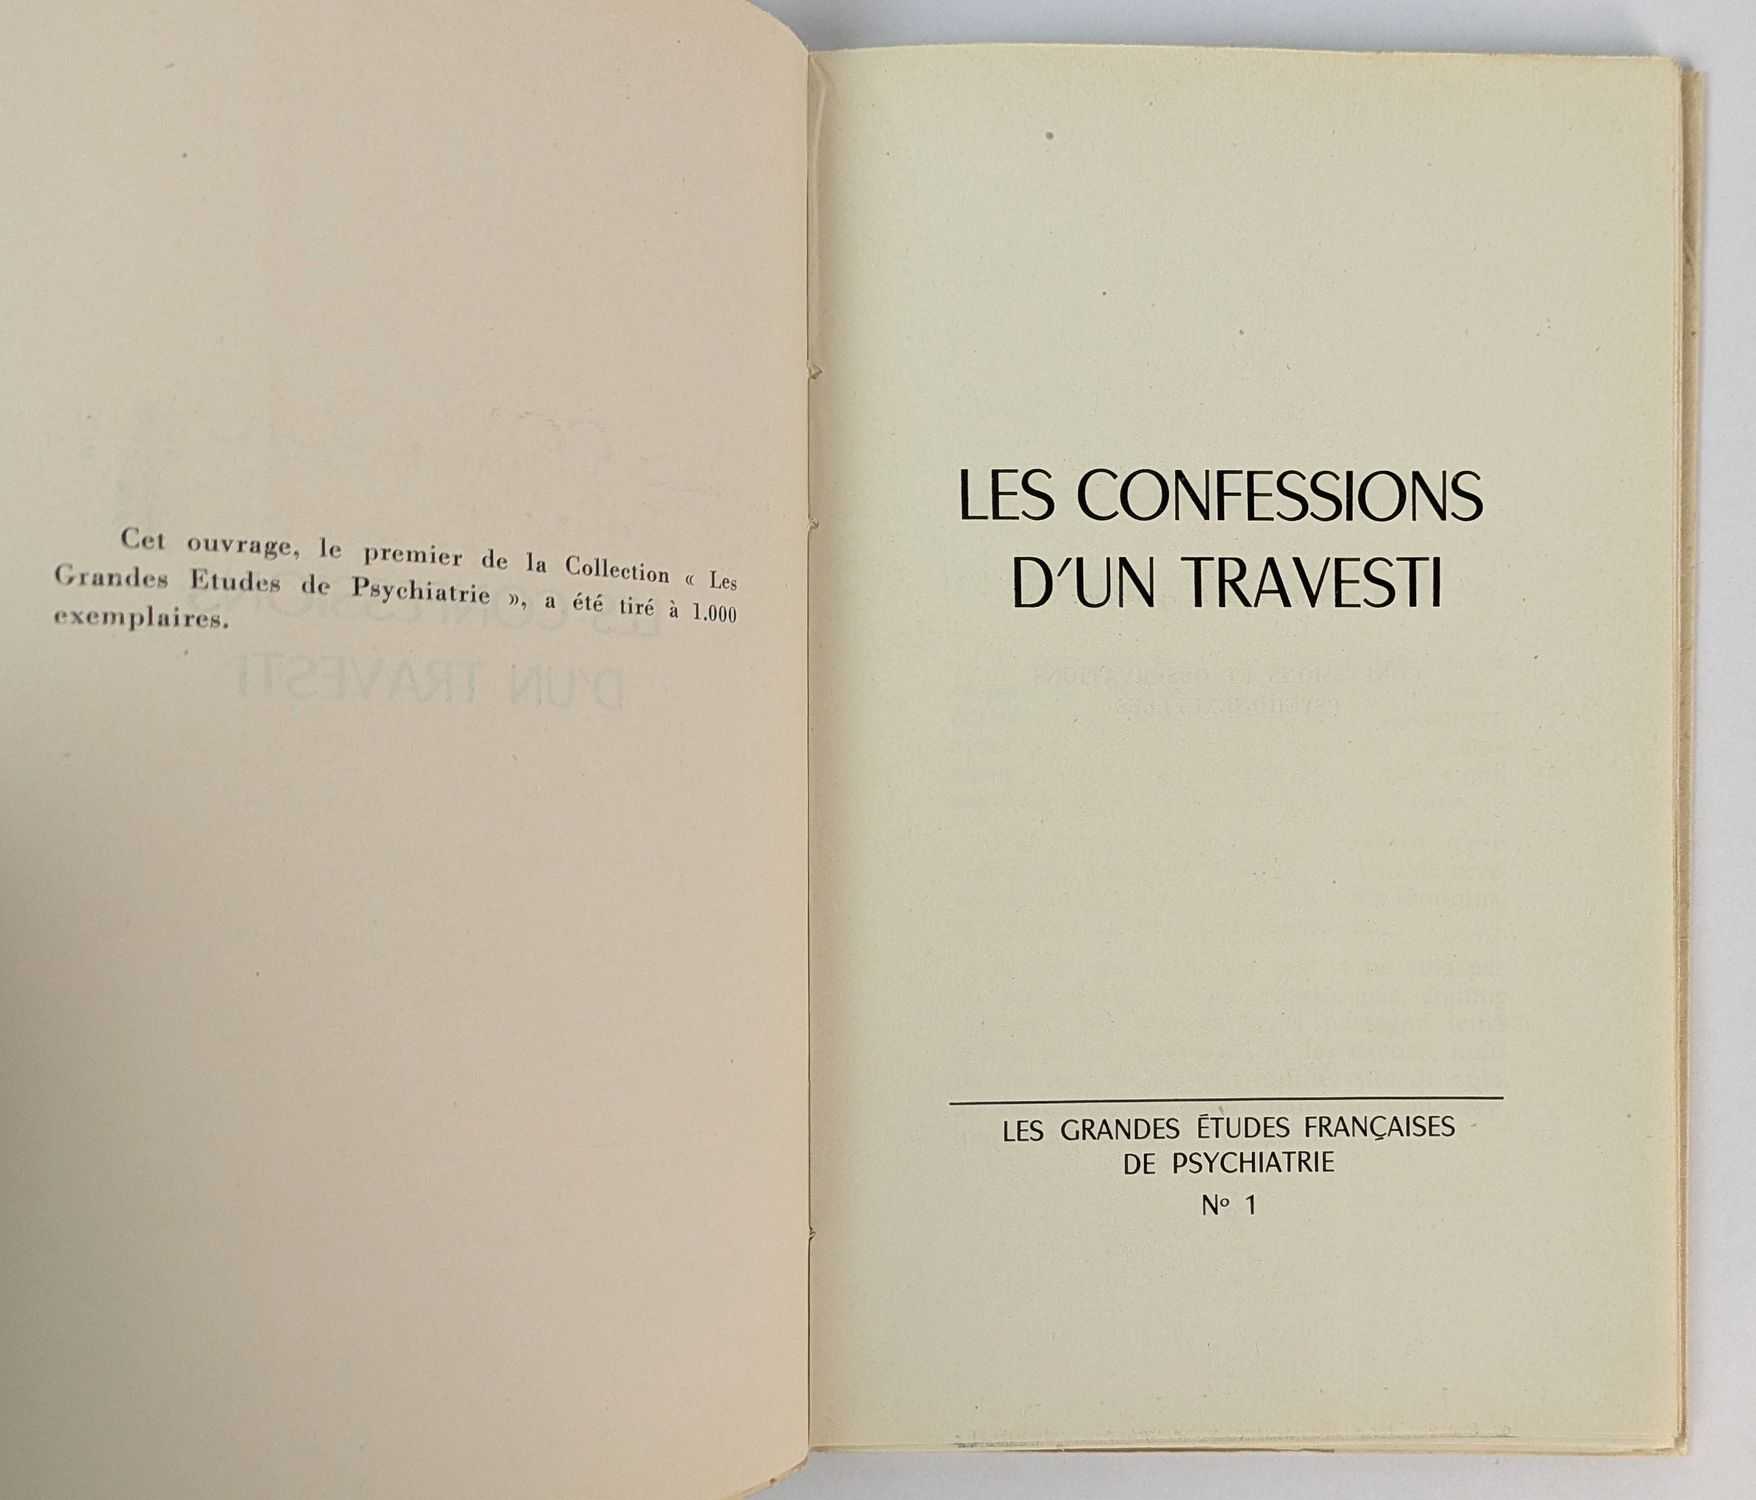 Cet ouvrage, le premier de la Collection « Les
Grandes Etudes de Psychiatrie », a été tiré à 1.000
exemplaires.
LES CONFESSIONS
D'UN TRAVESTI
LES GRANDES ÉTUDES FRANÇAISES
DE PSYCHIATRIE
Nº 1